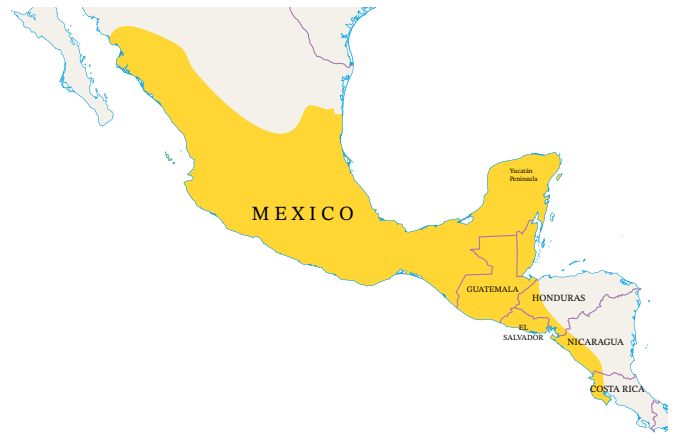 Yucatán
Peninsula
MEXICO
GUATEMALA
HONDURAS
EL
SALVADOR
NICARAGUA
COSTA RICA